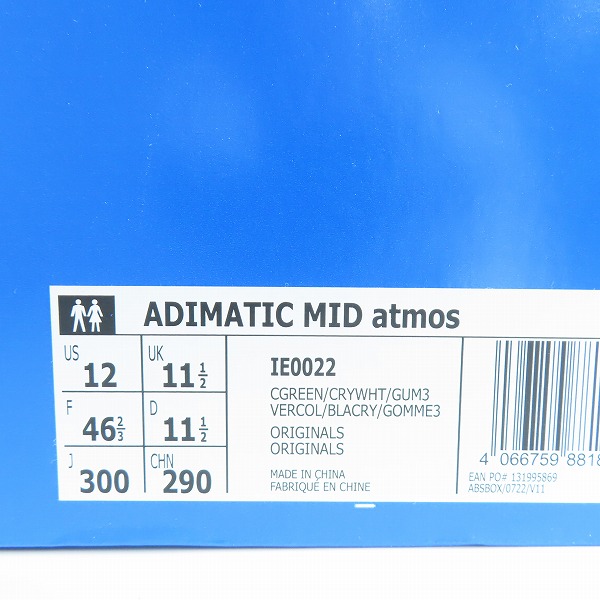 ADIMATIC MID atmos
US 12 UK 11 1/2
F 46 2/3 D 11 1/2
J 300 CHN 290
IE0022
CGREEN/CRYWHT/GUM3
VERCOL/BLACRY/GOMME3
ORIGINALS
ORIGINALS
MADE IN CHINA
FABRIQUÉ EN CHINE
4 066759 8818
EAN PO# 131995869
ABSBOX/0722/V11